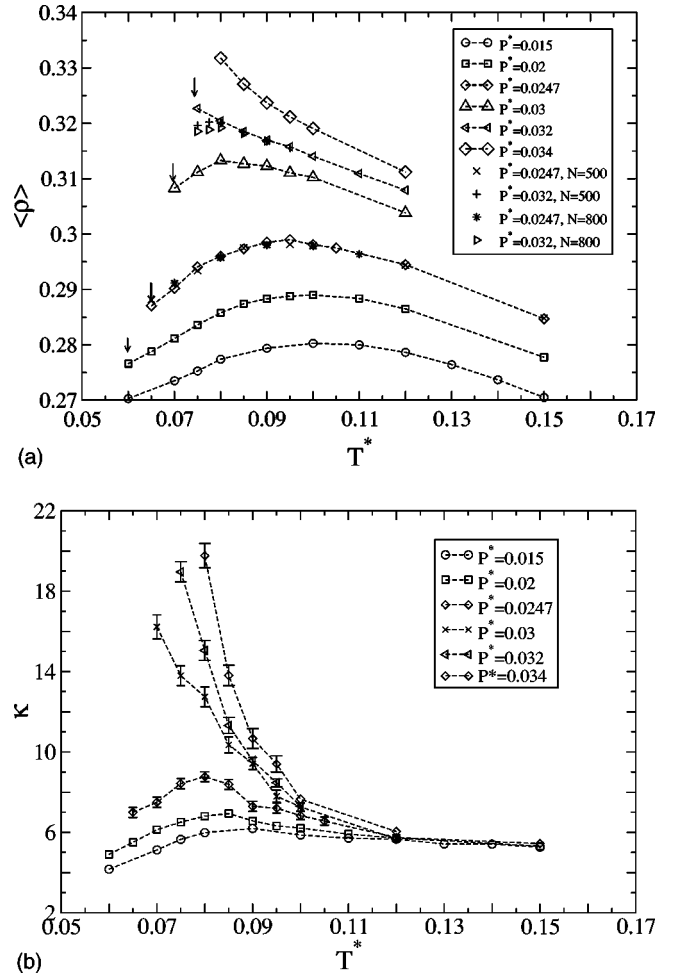 0.34
0.33
0.32
0.31
0.3
0.29
0.28
0.27
<ρ>
P*=0.015
P*=0.02
P*=0.0247
P*=0.03
P*=0.032
P*=0.034
P*=0.0247, N=500
P*=0.032, N=500
P*=0.0247, N=800
P*=0.032, N=800
0.05 0.07 0.09 0.11 0.13 0.15 0.17
(a)
T*
22
18
14
10
6
2
κ
P*=0.015
P*=0.02
P*=0.0247
P*=0.03
P*=0.032
P*=0.034
0.05 0.07 0.09 0.11 0.13 0.15 0.17
(b)
T*